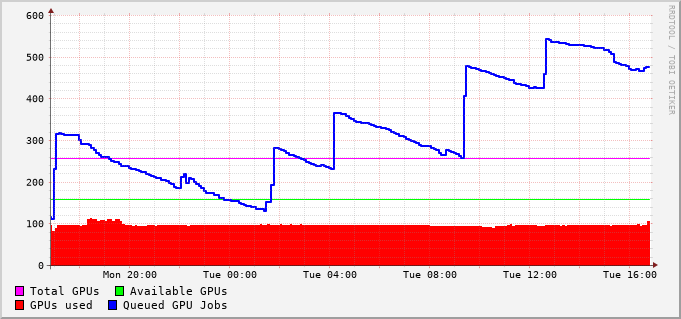 600
500
400
300
200
100
0
Mon 20:00 Tue 00:00 Tue 04:00 Tue 08:00 Tue 12:00 Tue 16:00
Total GPUs Available GPUs
GPUs used Queued GPU Jobs
RRDTOOL / TOBI OETIKER